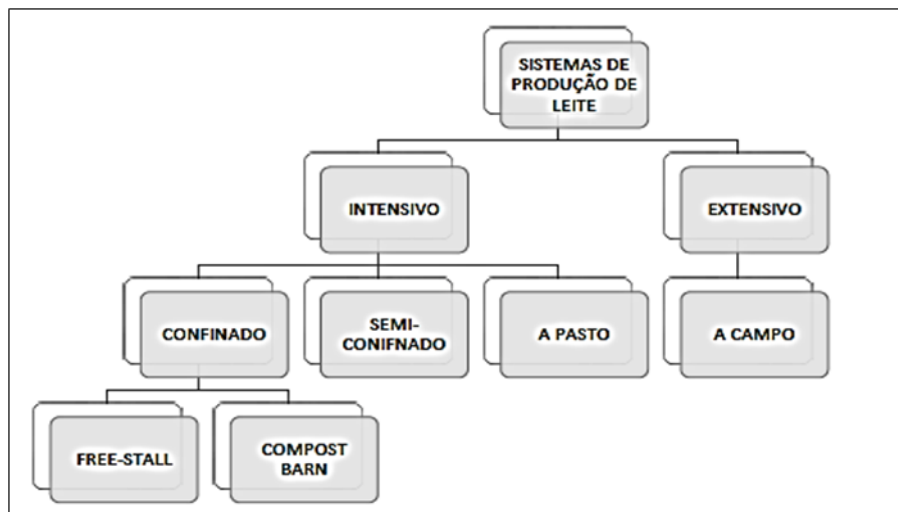 SISTEMAS DE
PRODUÇÃO DE
LEITE
INTENSIVO
EXTENSIVO
CONFINADO
SEMI-
CONIFNADO
A PASTO
A CAMPO
FREE-STALL
COMPOST
BARN